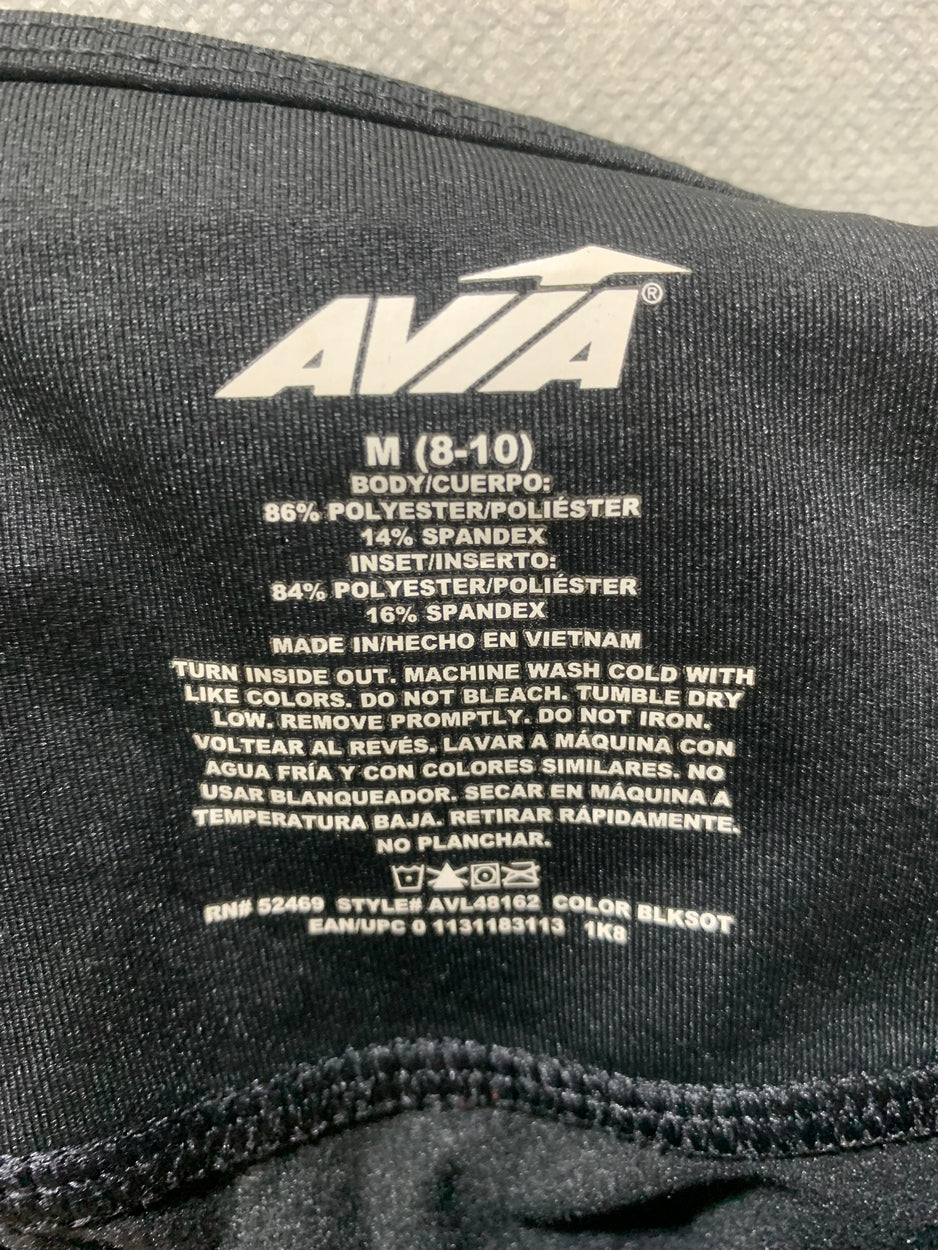 AVIA®
M (8-10)
BODY/CUERPO:
86% POLYESTER/POLIÉSTER
14% SPANDEX
INSET/INSERTO:
84% POLYESTER/POLIÉSTER
16% SPANDEX
MADE IN/HECHO EN VIETNAM
TURN INSIDE OUT. MACHINE WASH COLD WITH
LIKE COLORS. DO NOT BLEACH. TUMBLE DRY
LOW. REMOVE PROMPTLY. DO NOT IRON.
VOLTEAR AL REVÉS. LAVAR A MÁQUINA CON
AGUA FRÍA Y CON COLORES SIMILARES. NO
USAR BLANQUEADOR. SECAR EN MÁQUINA A
TEMPERATURA BAJA. RETIRAR RÁPIDAMENTE.
NO PLANCHAR.
RN# 52469 STYLE# AVL48162 COLOR BLKSOT
EAN/UPC 0 1131183113 1K8